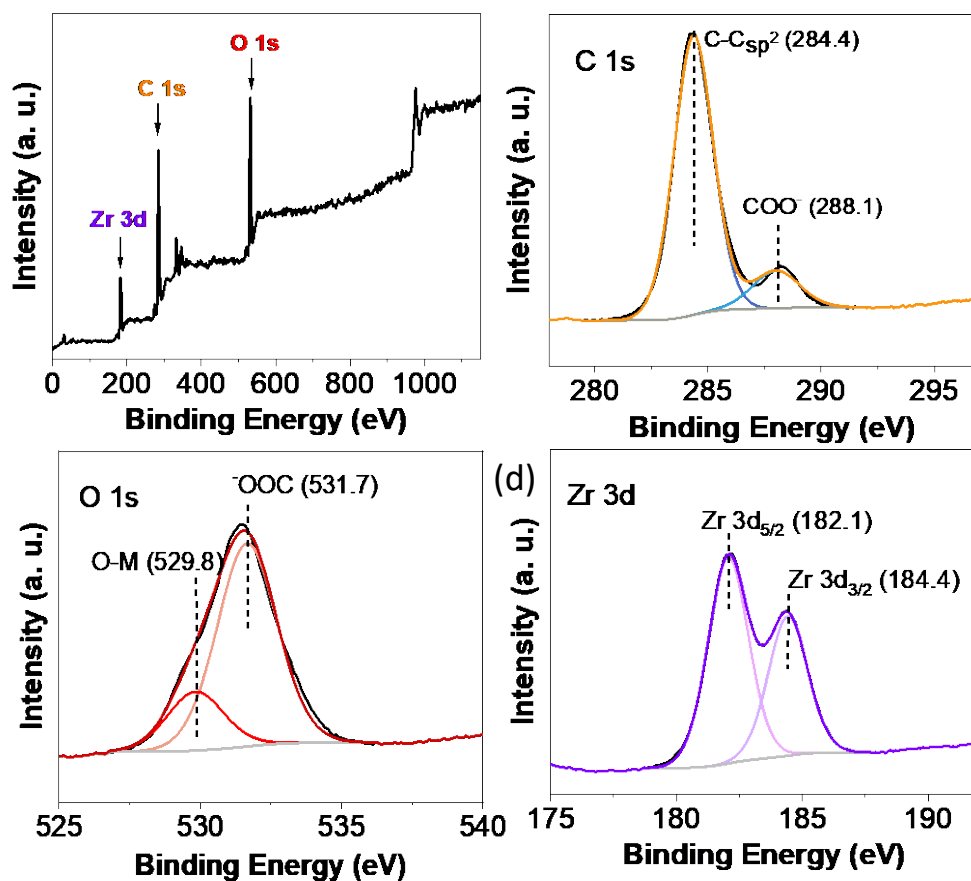 Intensity (a. u.)
O 1s
C 1s
Zr 3d
0 200 400 600 800 1000
Binding Energy (eV)
Intensity (a. u.)
C 1s
C-Csp² (284.4)
COO⁻ (288.1)
280 285 290 295
Binding Energy (eV)
Intensity (a. u.)
O 1s
⁻OOC (531.7)
O-M (529.8)
525 530 535 540
Binding Energy (eV)
(d)
Intensity (a. u.)
Zr 3d
Zr 3d5/2 (182.1)
Zr 3d3/2 (184.4)
175 180 185 190
Binding Energy (eV)